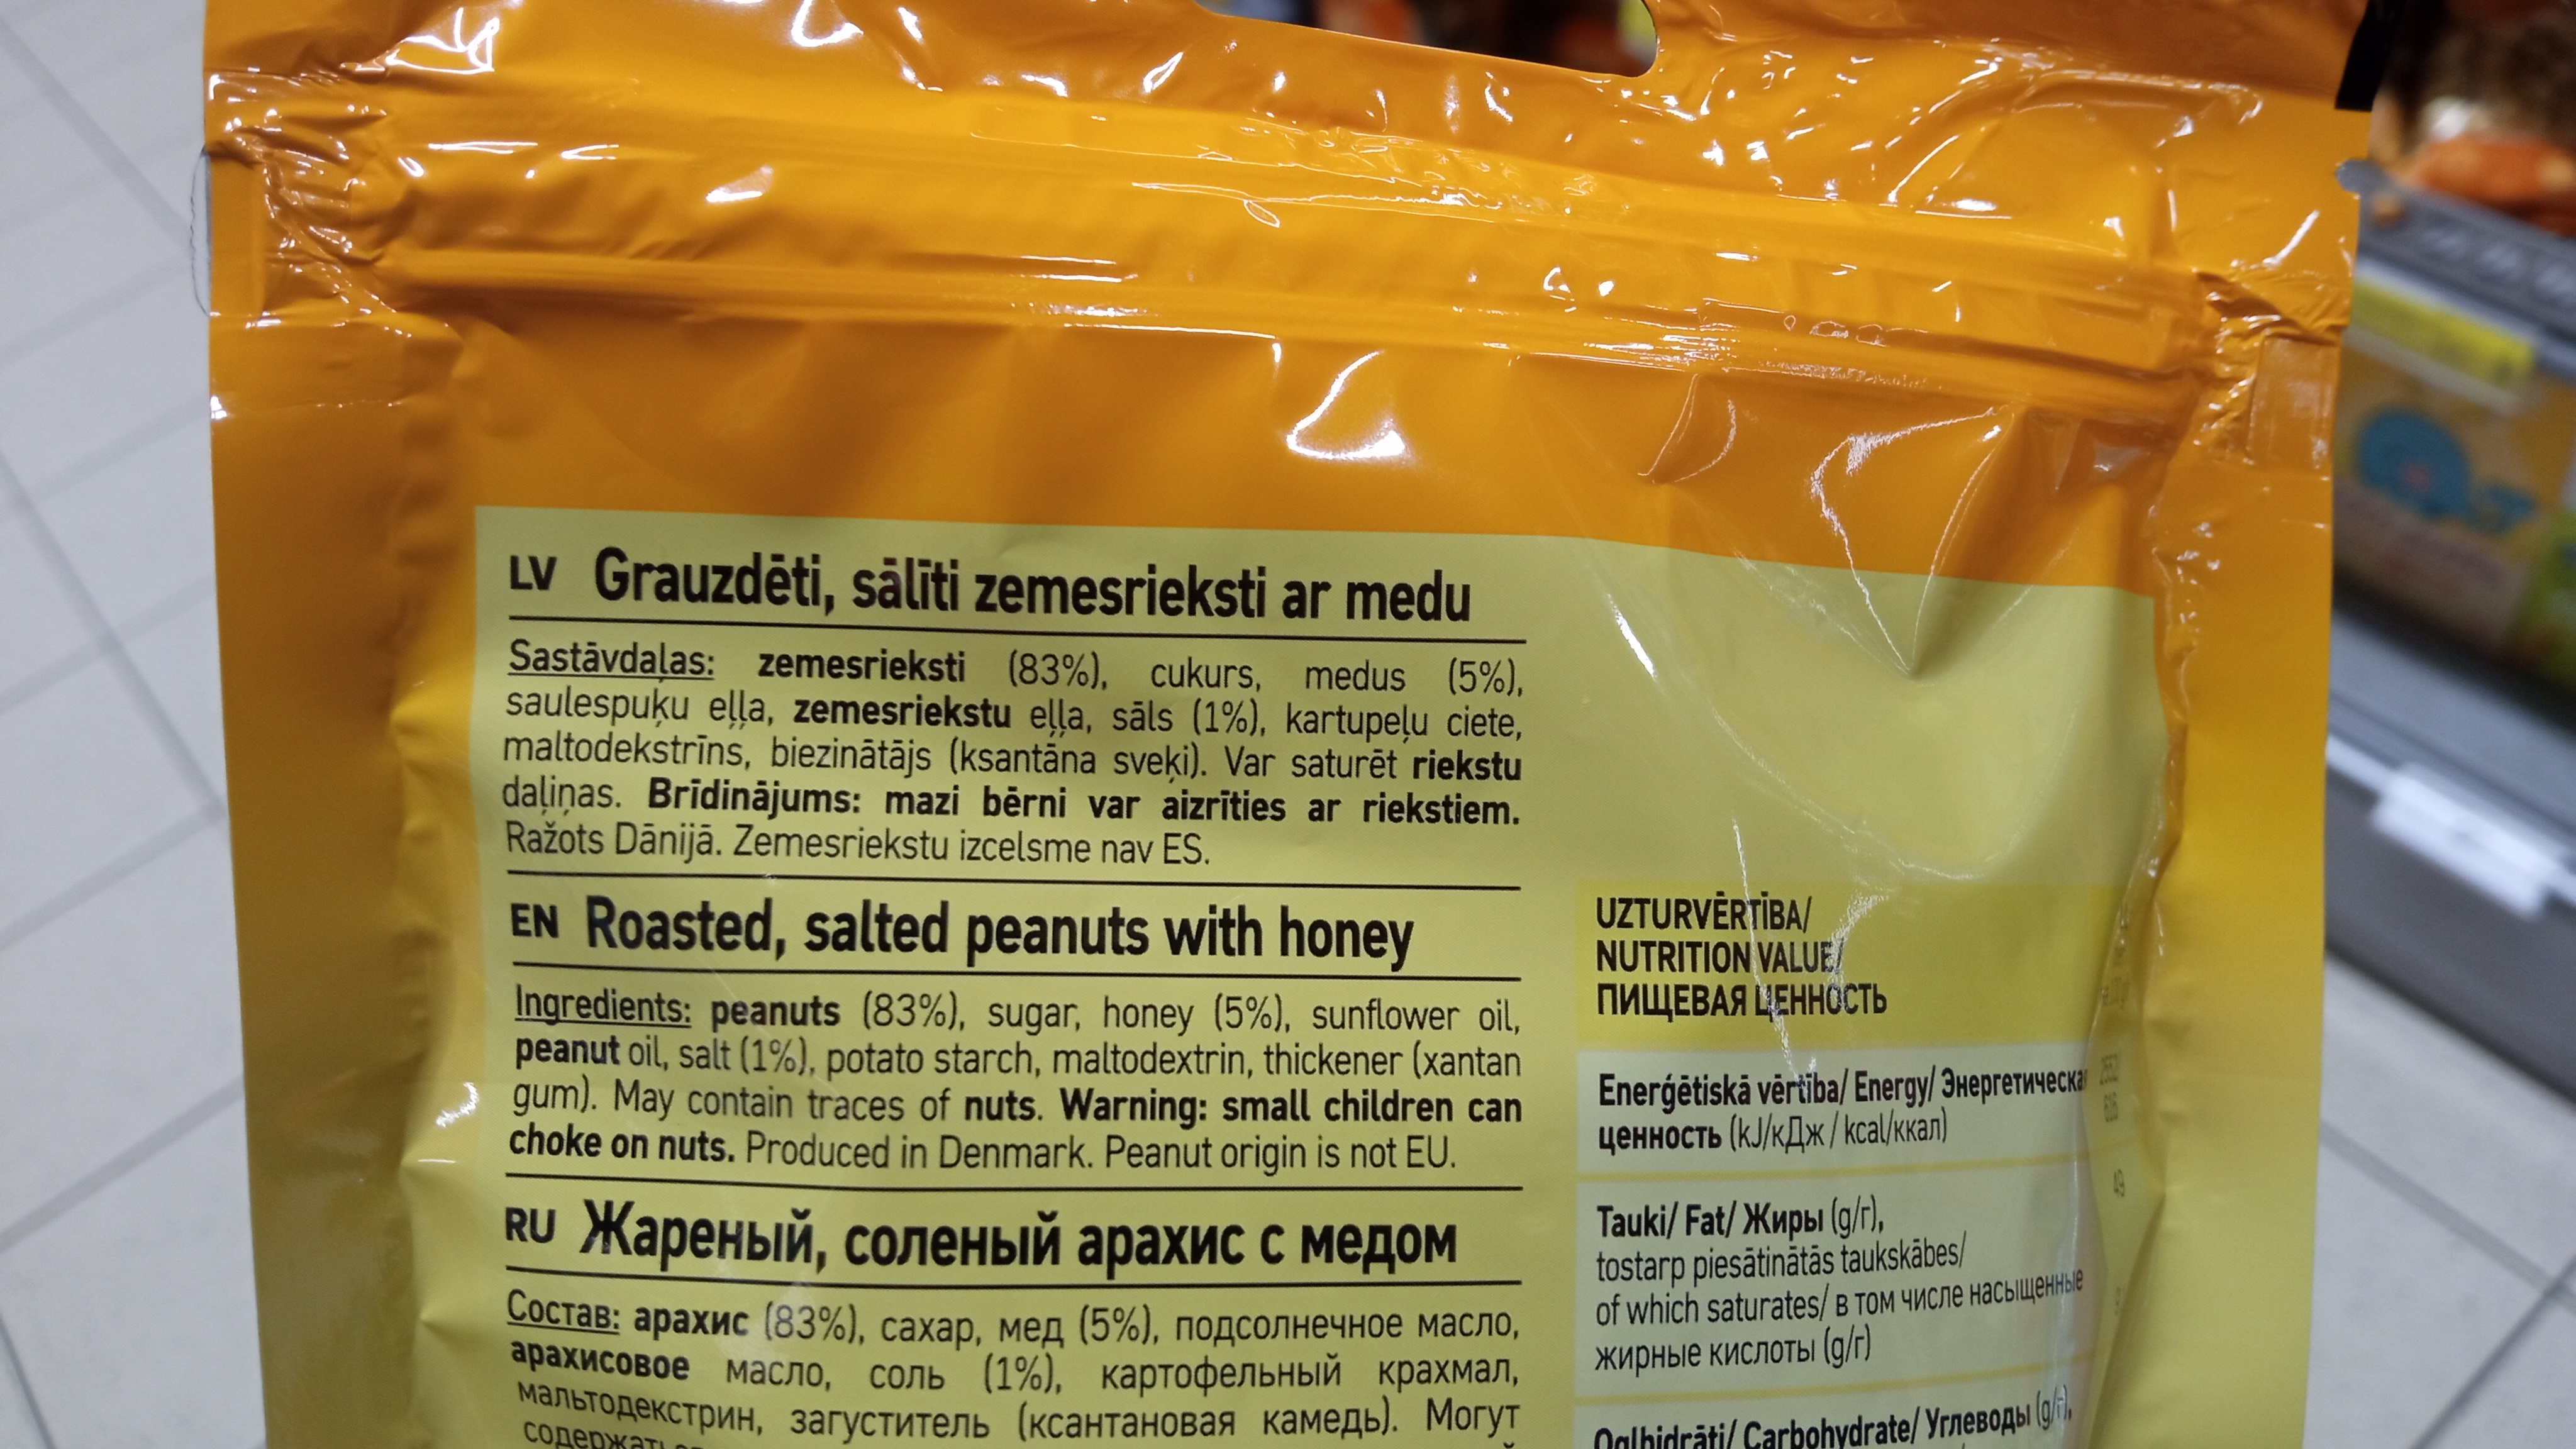 LV Grauzdēti, sālīti zemesrieksti ar medu
Sastāvdaļas: zemesrieksti (83%), cukurs, medus (5%),
saulespuķu eļļa, zemesriekstu eļļa, sāls (1%), kartupeļu ciete,
maltodekstrīns, biezinātājs (ksantāna sveķi). Var saturēt riekstu
daļiņas. Brīdinājums: mazi bērni var aizrīties ar riekstiem.
Ražots Dānijā. Zemesriekstu izcelsme nav ES.
EN Roasted, salted peanuts with honey
Ingredients: peanuts (83%), sugar, honey (5%), sunflower oil,
peanut oil, salt (1%), potato starch, maltodextrin, thickener (xantan
gum). May contain traces of nuts. Warning: small children can
choke on nuts. Produced in Denmark. Peanut origin is not EU.
RU Жареный, соленый арахис с медом
Состав: арахис (83%), сахар, мед (5%), подсолнечное масло,
арахисовое масло, соль (1%), картофельный крахмал,
мальтодекстрин, загуститель (ксантановая камедь). Могут
UZTURVĒRTĪBA/
NUTRITION VALUE/
ПИЩЕВАЯ ЦЕННОСТЬ
Enerģētiskā vērtība/ Energy/ Энергетическая
ценность (kJ/кДж / kcal/ккал)
Tauki/ Fat/ Жиры (g/г),
tostarp piesātinātās taukskābes/
of which saturates/ в том числе насыщенные
жирные кислоты (g/г)
49
Ogļhidrāti/ Carbohydrate/ Углеводы (g/г),